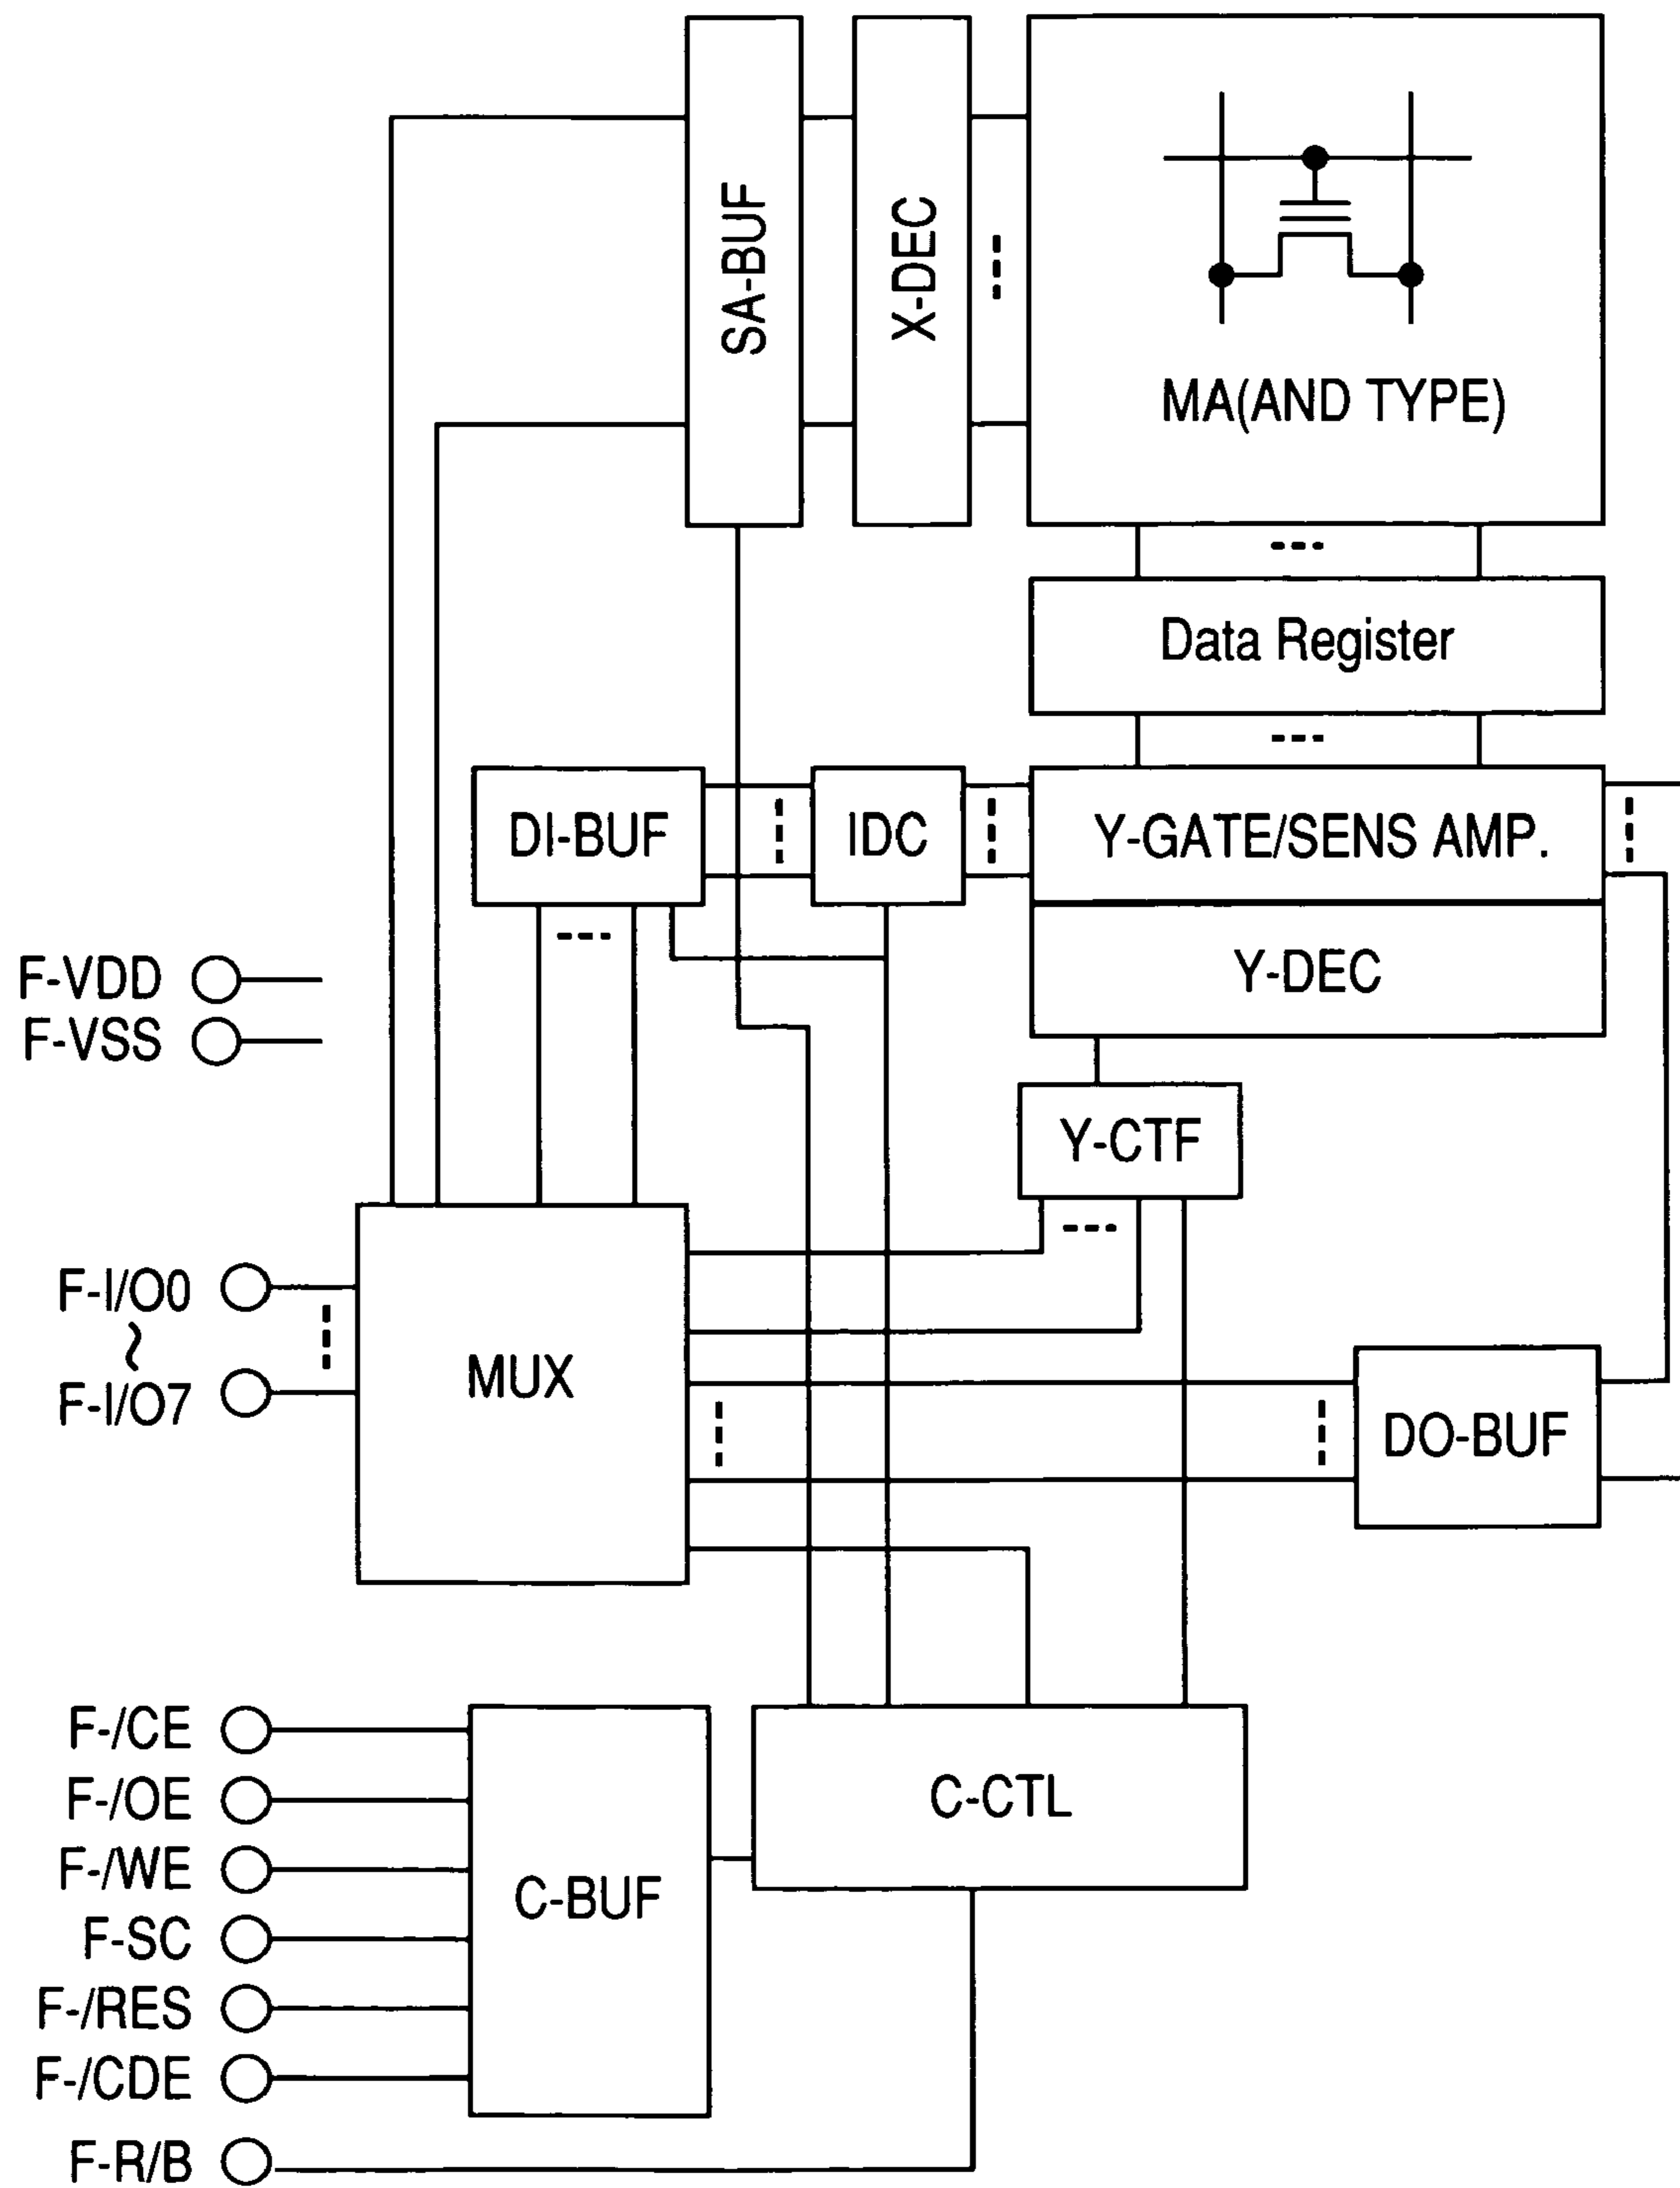 SA-BUF
X-DEC
MA(AND TYPE)
Data Register
DI-BUF
IDC
Y-GATE/SENS AMP.
Y-DEC
F-VDD
F-VSS
Y-CTF
F-I/O0
~
F-I/O7
MUX
DO-BUF
F-/CE
F-/OE
F-/WE
F-SC
F-/RES
F-/CDE
F-R/B
C-BUF
C-CTL